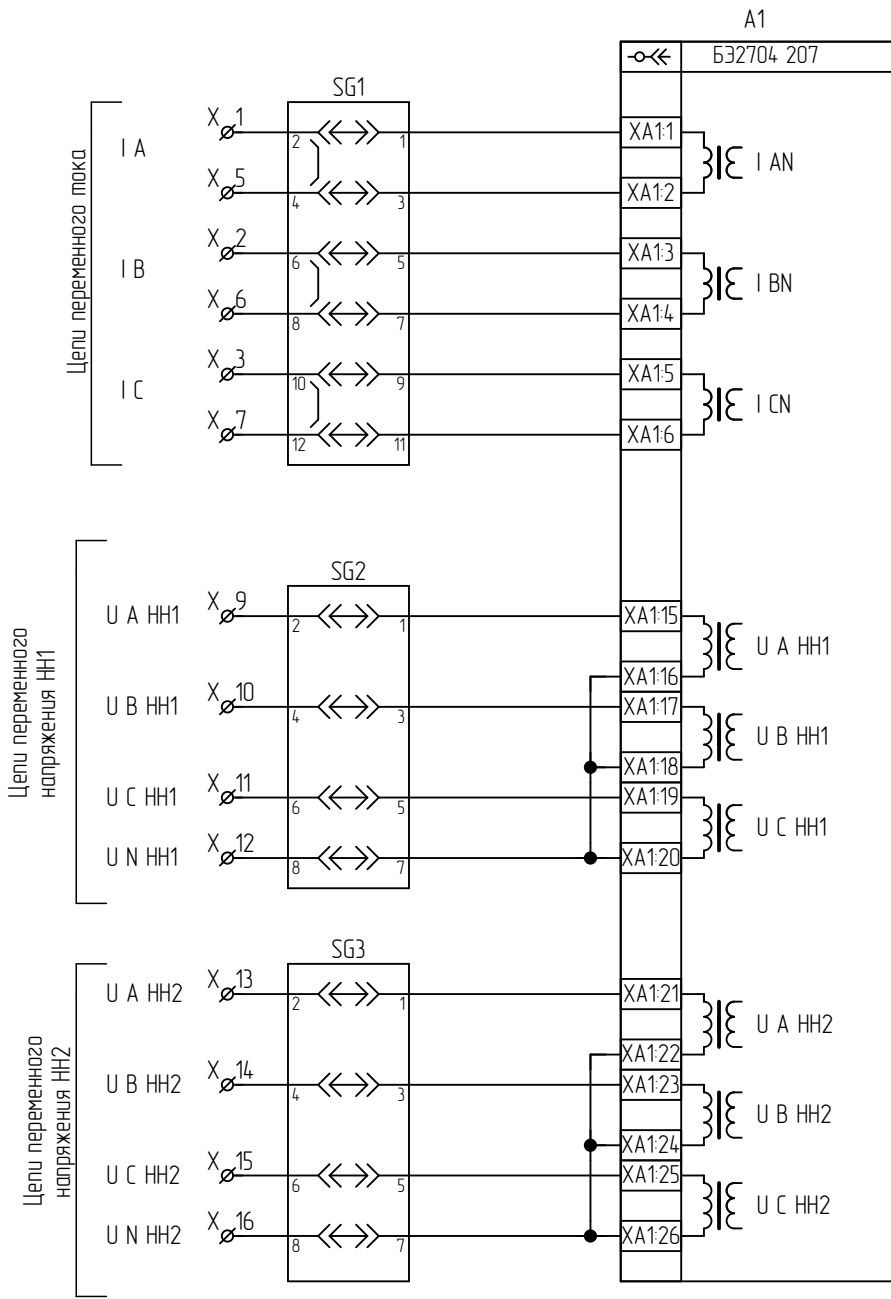 A1
БЭ2704 207
SG1
Цепи переменного тока
I A
X 1
2
1
XA1:1
I AN
X 5
4
3
XA1:2
I B
X 2
6
5
XA1:3
I BN
X 6
8
7
XA1:4
I C
X 3
10
9
XA1:5
I CN
X 7
12
11
XA1:6
Цепи переменного
напряжения НН1
SG2
U A НН1
X 9
2
1
XA1:15
U A НН1
XA1:16
U B НН1
X 10
4
3
XA1:17
U B НН1
XA1:18
U C НН1
X 11
6
5
XA1:19
U C НН1
U N НН1
X 12
8
7
XA1:20
Цепи переменного
напряжения НН2
SG3
U A НН2
X 13
2
1
XA1:21
U A НН2
XA1:22
U B НН2
X 14
4
3
XA1:23
U B НН2
XA1:24
U C НН2
X 15
6
5
XA1:25
U C НН2
U N НН2
X 16
8
7
XA1:26